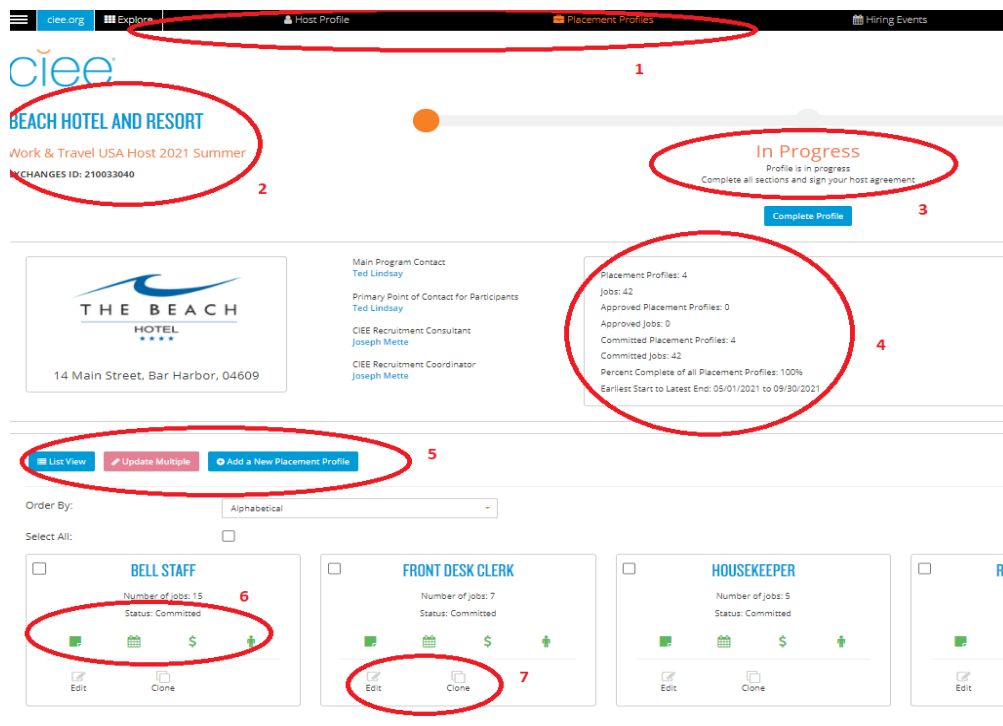 ciee.org Explore Host Profile Placement Profiles Hiring Events
1
ciee
BEACH HOTEL AND RESORT
Work & Travel USA Host 2021 Summer
EXCHANGES ID: 210033040
2
In Progress
Profile is in progress
Complete all sections and sign your host agreement
3
Complete Profile
THE BEACH
HOTEL
14 Main Street, Bar Harbor, 04609
Main Program Contact
Ted Lindsay
Primary Point of Contact for Participants
Ted Lindsay
CIEE Recruitment Consultant
Joseph Mette
CIEE Recruitment Coordinator
Joseph Mette
Placement Profiles: 4
Jobs: 42
Approved Placement Profiles: 0
Approved Jobs: 0
Committed Placement Profiles: 4
Committed Jobs: 42
Percent Complete of all Placement Profiles: 100%
Earliest Start to Latest End: 05/01/2021 to 09/30/2021
4
List View Update Multiple Add a New Placement Profile
5
Order By: Alphabetical
Select All:
BELL STAFF
Number of jobs: 15
Status: Committed
6
$
Edit Clone
FRONT DESK CLERK
Number of jobs: 7
Status: Committed
$
Edit Clone
7
HOUSEKEEPER
Number of jobs: 5
Status: Committed
$
Edit Clone
R
Edit